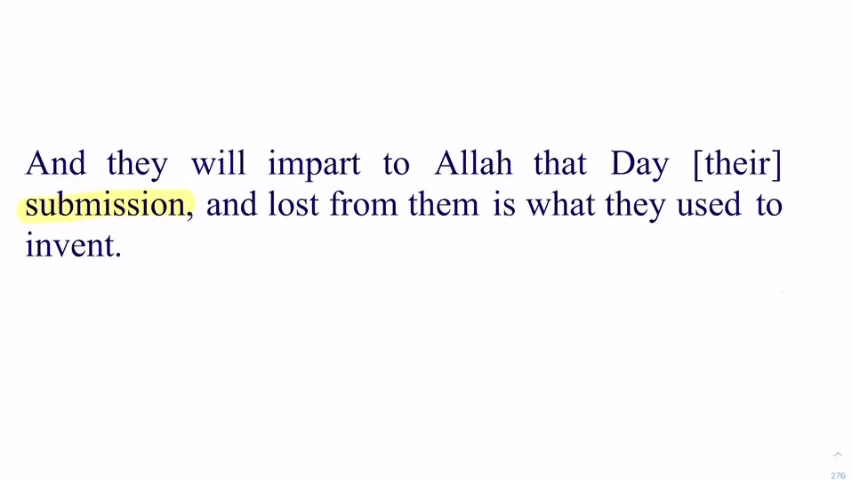 And they will impart to Allah that Day [their]
submission, and lost from them is what they used to
invent.
276